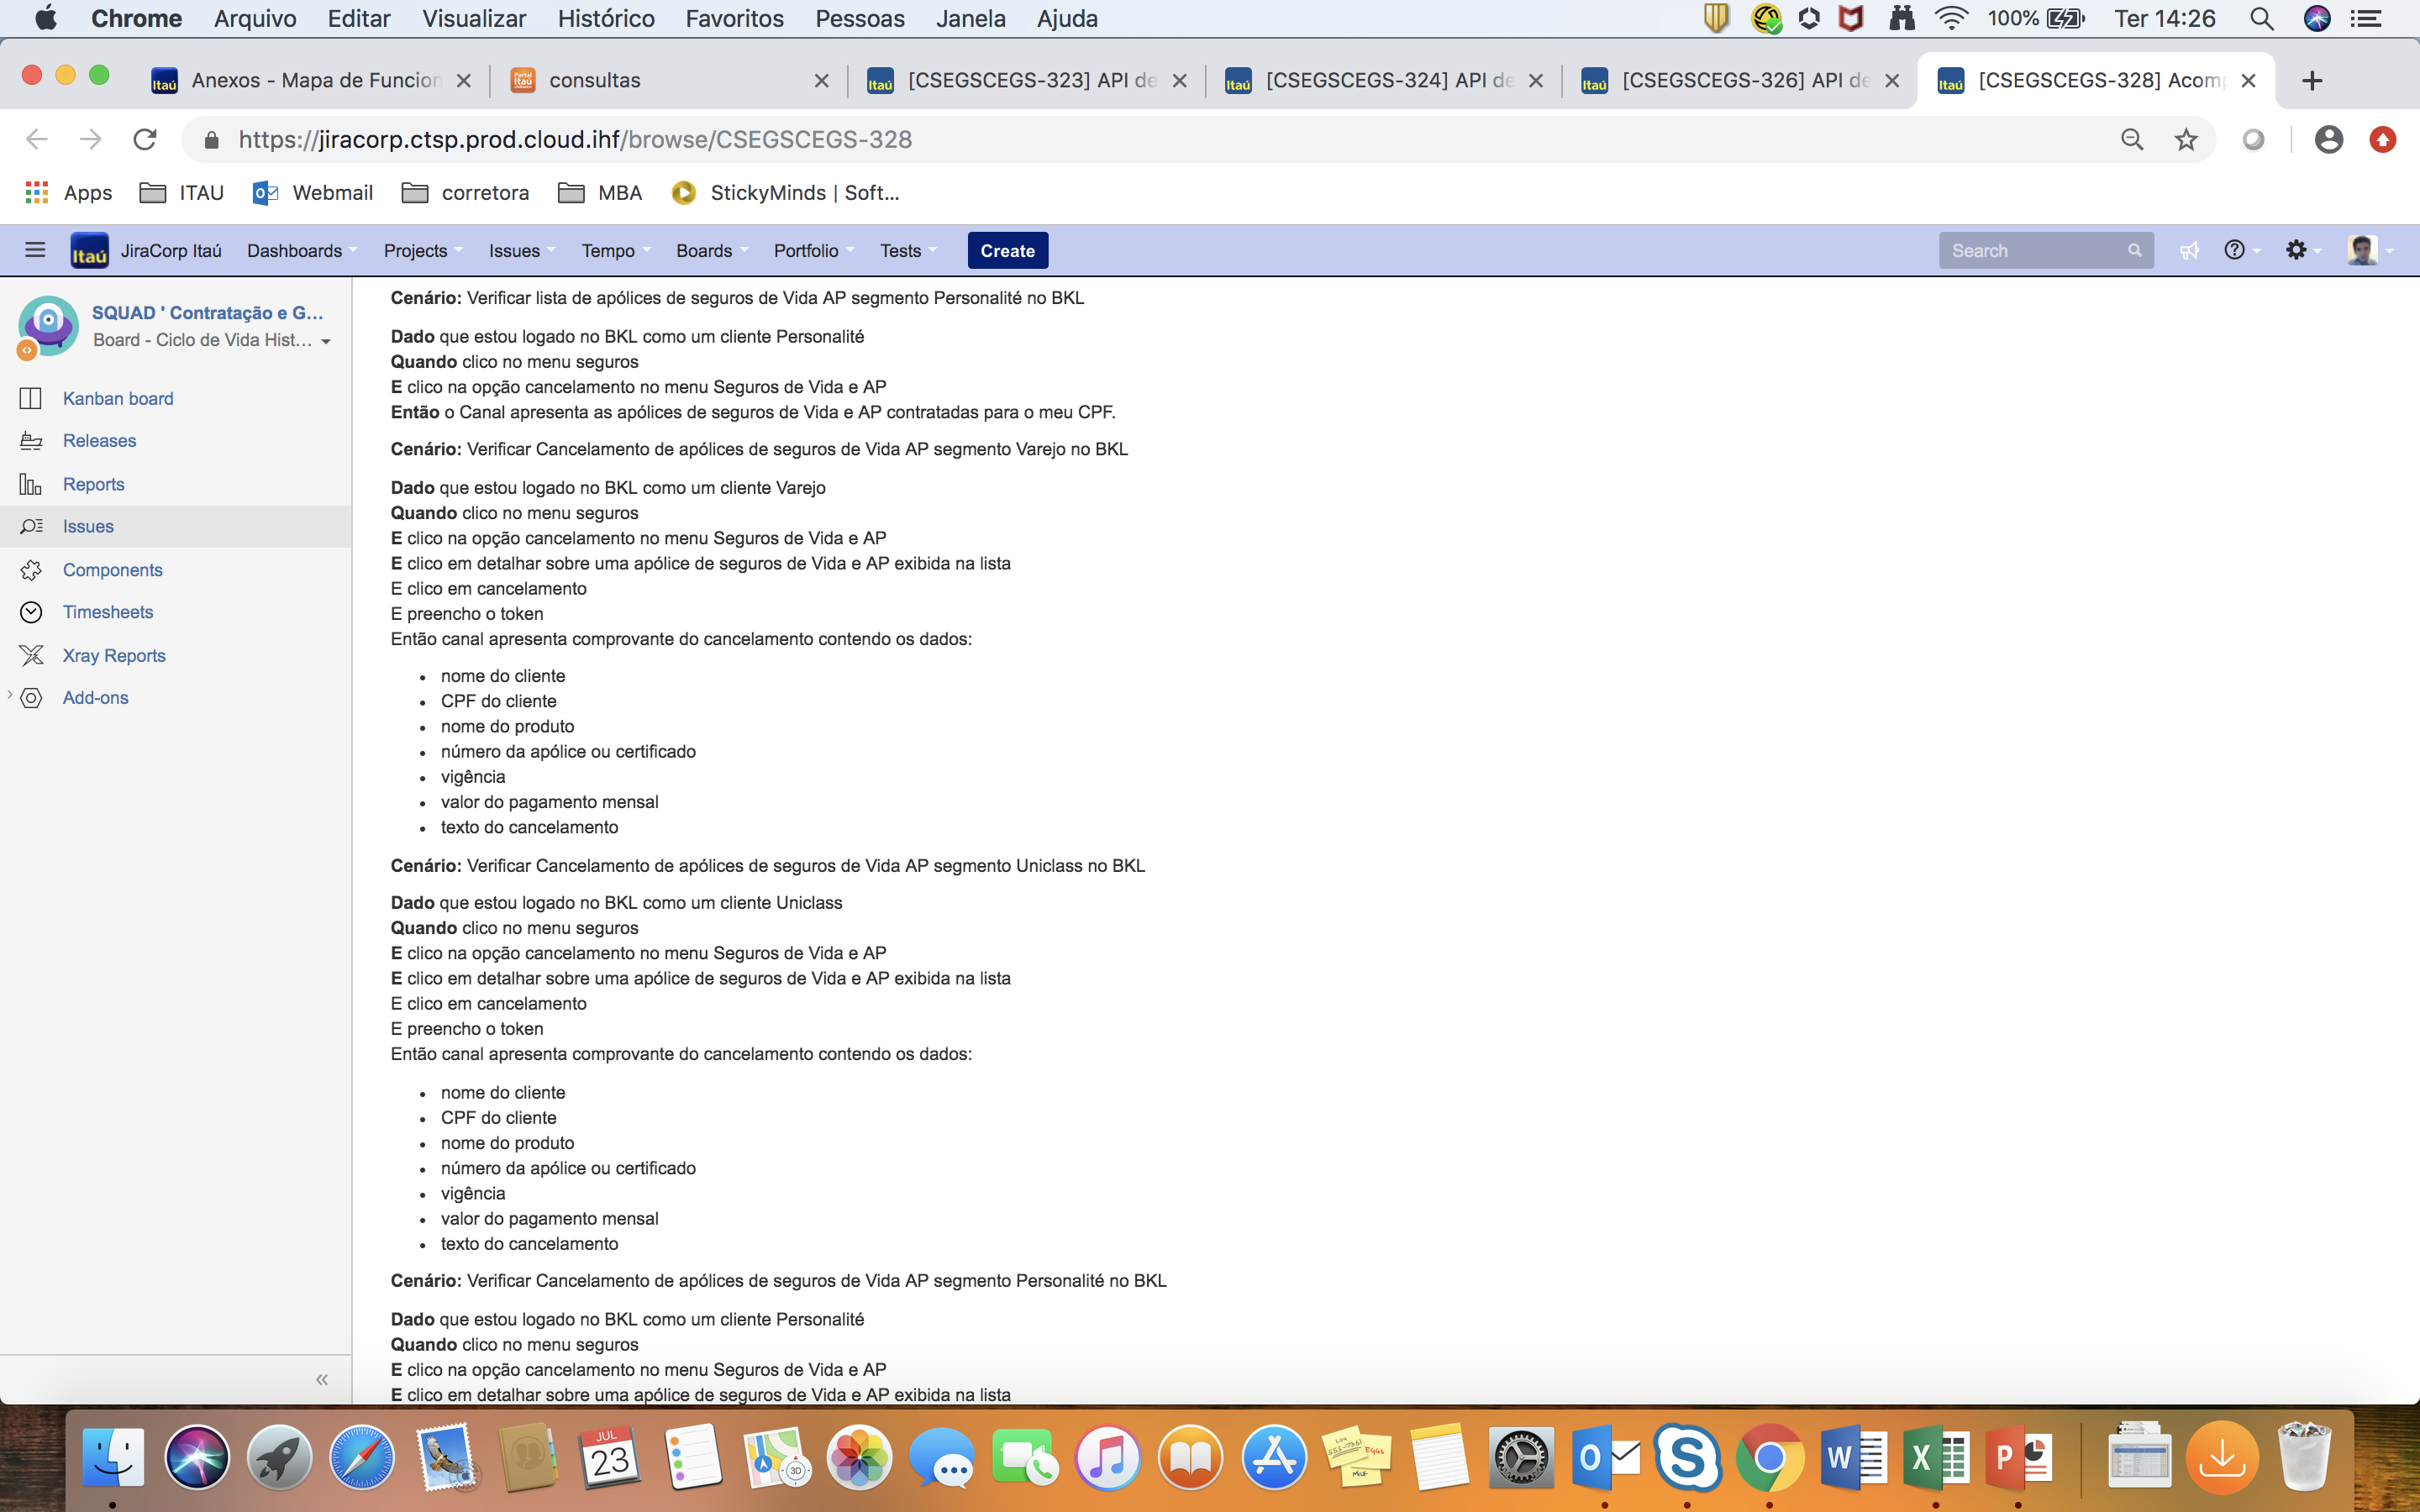 Chrome Arquivo Editar Visualizar Histórico Favoritos Pessoas Janela Ajuda 100% Ter 14:26
Itaú Anexos - Mapa de Funcion
Portal Itaú consultas
Itaú [CSEGSCEGS-323] API de
Itaú [CSEGSCEGS-324] API de
Itaú [CSEGSCEGS-326] API de
Itaú [CSEGSCEGS-328] Acomp
https://jiracorp.ctsp.prod.cloud.ihf/browse/CSEGSCEGS-328
Apps ITAU Webmail corretora MBA StickyMinds | Soft...
Itaú JiraCorp Itaú Dashboards Projects Issues Tempo Boards Portfolio Tests Create Search
SQUAD ' Contratação e G...
Board - Ciclo de Vida Hist...
Kanban board
Releases
Reports
Issues
Components
Timesheets
Xray Reports
Add-ons
Cenário: Verificar lista de apólices de seguros de Vida AP segmento Personalité no BKL
Dado que estou logado no BKL como um cliente Personalité
Quando clico no menu seguros
E clico na opção cancelamento no menu Seguros de Vida e AP
Então o Canal apresenta as apólices de seguros de Vida e AP contratadas para o meu CPF.
Cenário: Verificar Cancelamento de apólices de seguros de Vida AP segmento Varejo no BKL
Dado que estou logado no BKL como um cliente Varejo
Quando clico no menu seguros
E clico na opção cancelamento no menu Seguros de Vida e AP
E clico em detalhar sobre uma apólice de seguros de Vida e AP exibida na lista
E clico em cancelamento
E preencho o token
Então canal apresenta comprovante do cancelamento contendo os dados:
• nome do cliente
• CPF do cliente
• nome do produto
• número da apólice ou certificado
• vigência
• valor do pagamento mensal
• texto do cancelamento
Cenário: Verificar Cancelamento de apólices de seguros de Vida AP segmento Uniclass no BKL
Dado que estou logado no BKL como um cliente Uniclass
Quando clico no menu seguros
E clico na opção cancelamento no menu Seguros de Vida e AP
E clico em detalhar sobre uma apólice de seguros de Vida e AP exibida na lista
E clico em cancelamento
E preencho o token
Então canal apresenta comprovante do cancelamento contendo os dados:
• nome do cliente
• CPF do cliente
• nome do produto
• número da apólice ou certificado
• vigência
• valor do pagamento mensal
• texto do cancelamento
Cenário: Verificar Cancelamento de apólices de seguros de Vida AP segmento Personalité no BKL
Dado que estou logado no BKL como um cliente Personalité
Quando clico no menu seguros
E clico na opção cancelamento no menu Seguros de Vida e AP
E clico em detalhar sobre uma apólice de seguros de Vida e AP exibida na lista
JUL
23
3D
EGGS
MILK